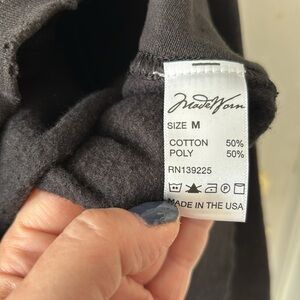 MadeWorn
SIZE M
COTTON 50%
POLY 50%
RN139225
MADE IN THE USA